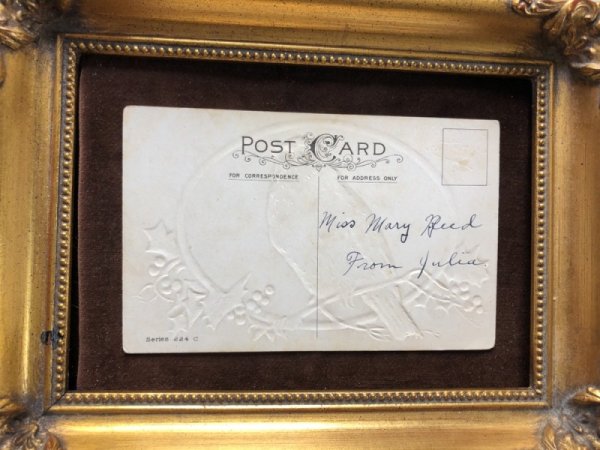 POST CARD
FOR CORRESPONDENCE
FOR ADDRESS ONLY
Miss Mary Reed
From Julia
Series 224 C